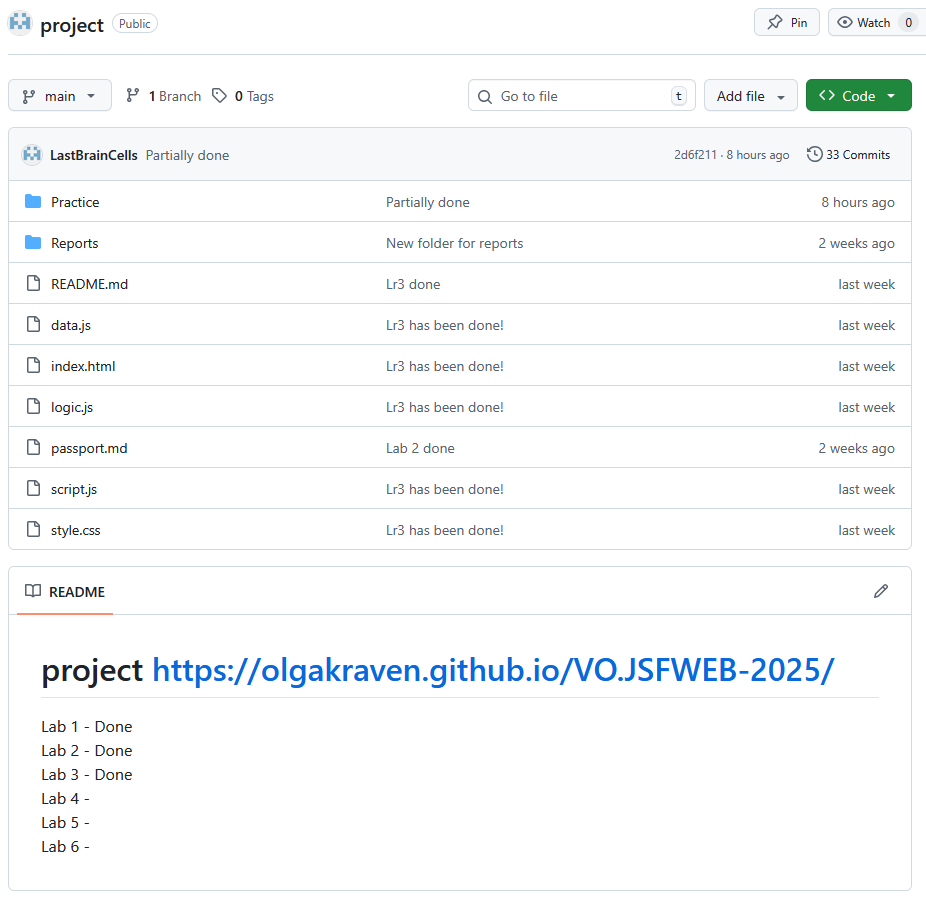 project Public Pin Watch 0
main 1 Branch 0 Tags Go to file t Add file Code
LastBrainCells Partially done 2d6f211 · 8 hours ago 33 Commits
Practice Partially done 8 hours ago
Reports New folder for reports 2 weeks ago
README.md Lr3 done last week
data.js Lr3 has been done! last week
index.html Lr3 has been done! last week
logic.js Lr3 has been done! last week
passport.md Lab 2 done 2 weeks ago
script.js Lr3 has been done! last week
style.css Lr3 has been done! last week
README
project https://olgakraven.github.io/VO.JSFWEB-2025/
Lab 1 - Done
Lab 2 - Done
Lab 3 - Done
Lab 4 -
Lab 5 -
Lab 6 -